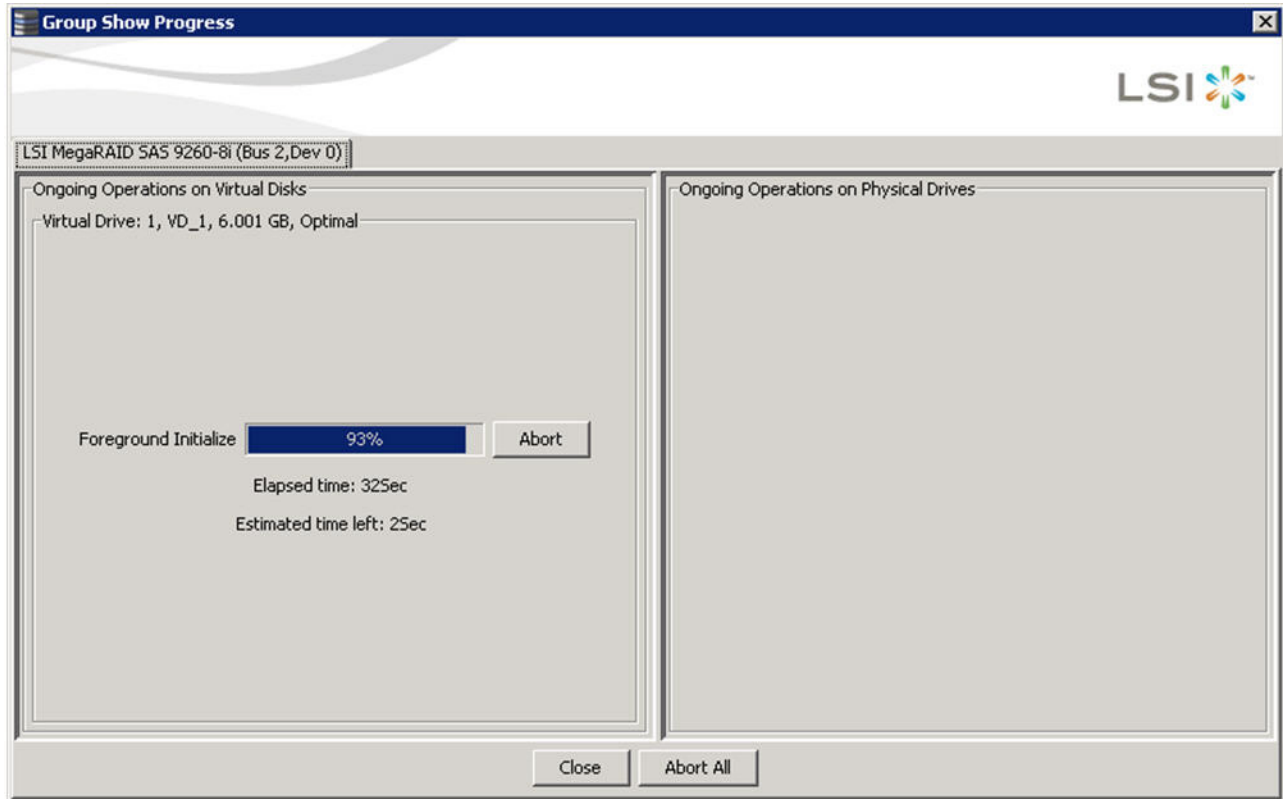 Group Show Progress
LSI
LSI MegaRAID SAS 9260-8i (Bus 2,Dev 0)
Ongoing Operations on Virtual Disks
Virtual Drive: 1, VD_1, 6.001 GB, Optimal
Foreground Initialize 93% Abort
Elapsed time: 32Sec
Estimated time left: 2Sec
Ongoing Operations on Physical Drives
Close Abort All